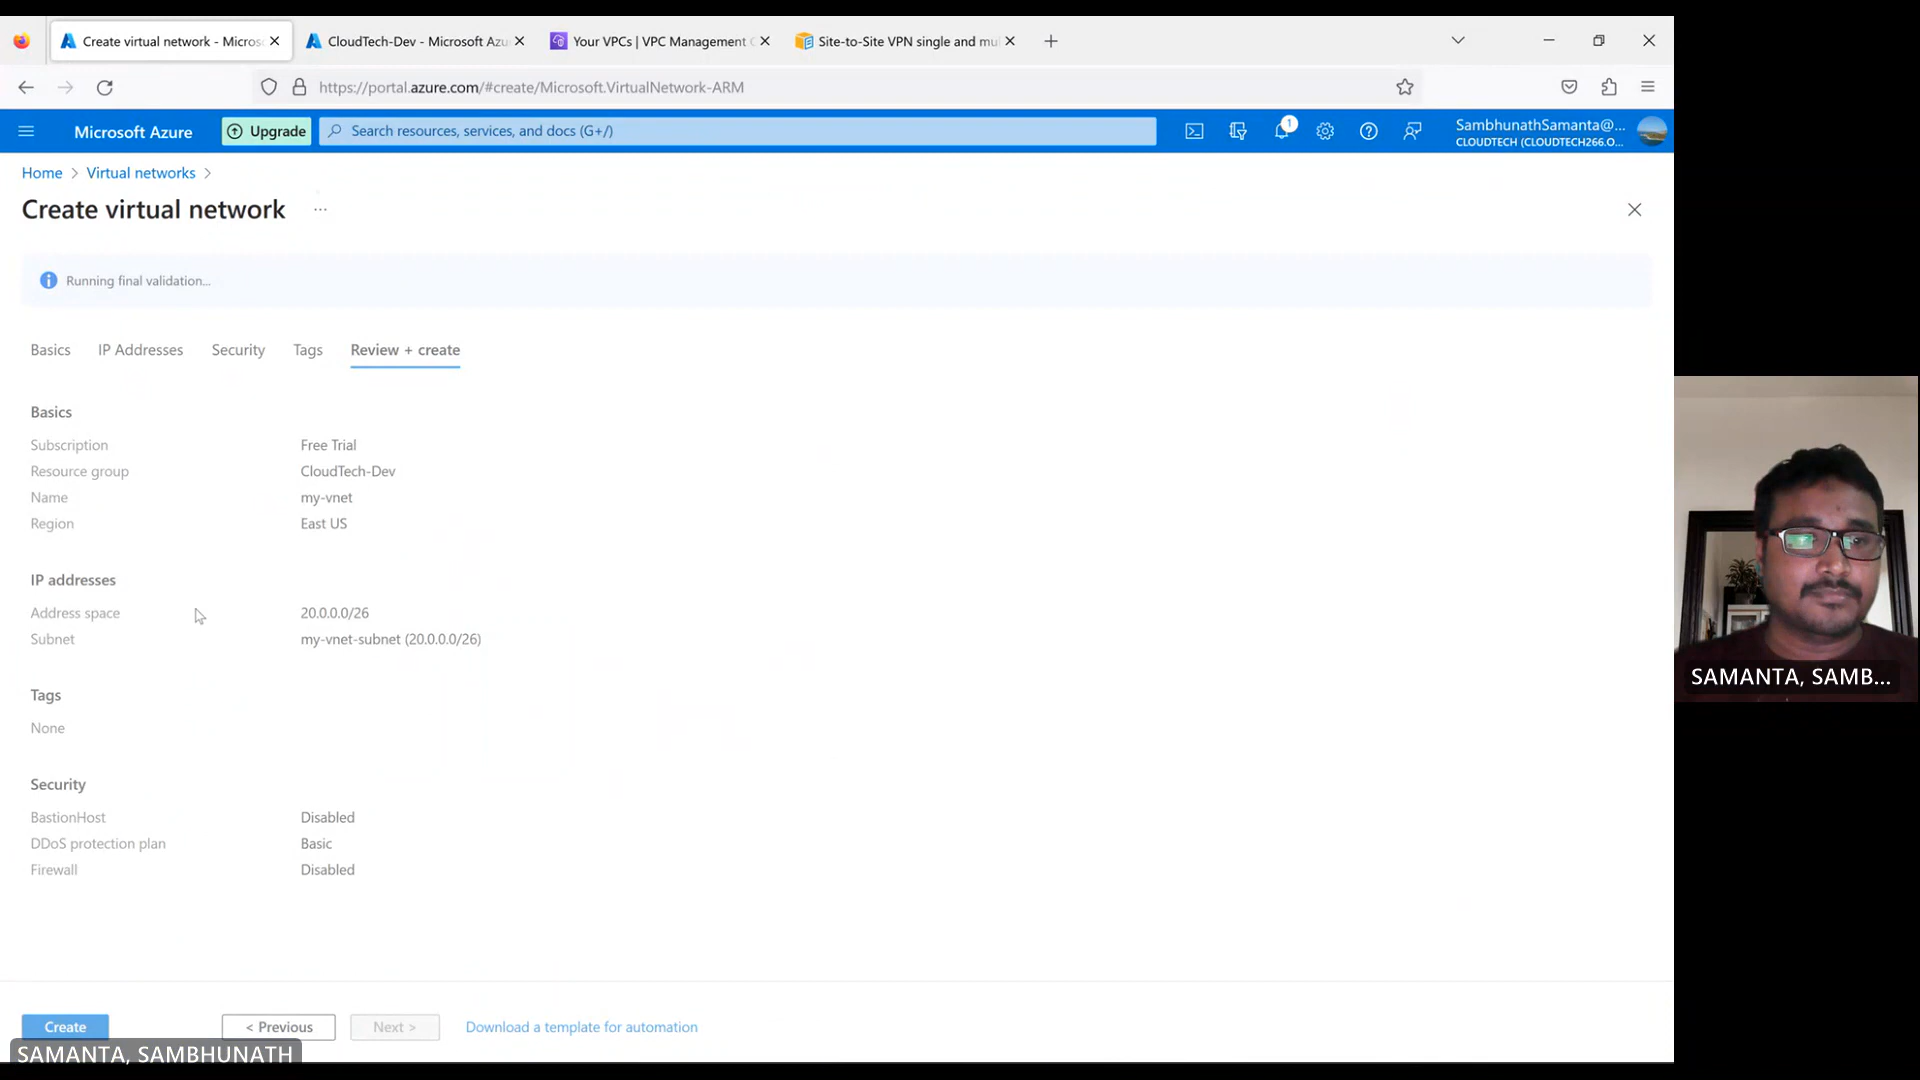 Create virtual network - Micros
CloudTech-Dev - Microsoft Azu
Your VPCs | VPC Management C
Site-to-Site VPN single and mu
https://portal.azure.com/#create/Microsoft.VirtualNetwork-ARM
Microsoft Azure
Upgrade
Search resources, services, and docs (G+/)
1
SambhunathSamanta@...
CLOUDTECH (CLOUDTECH266.O...
Home > Virtual networks >
Create virtual network ...
Running final validation...
Basics
IP Addresses
Security
Tags
Review + create
Basics
Subscription Free Trial
Resource group CloudTech-Dev
Name my-vnet
Region East US
IP addresses
Address space 20.0.0.0/26
Subnet my-vnet-subnet (20.0.0.0/26)
Tags
None
Security
BastionHost Disabled
DDoS protection plan Basic
Firewall Disabled
Create
< Previous
Next >
Download a template for automation
SAMANTA, SAMBHUNATH
SAMANTA, SAMB...